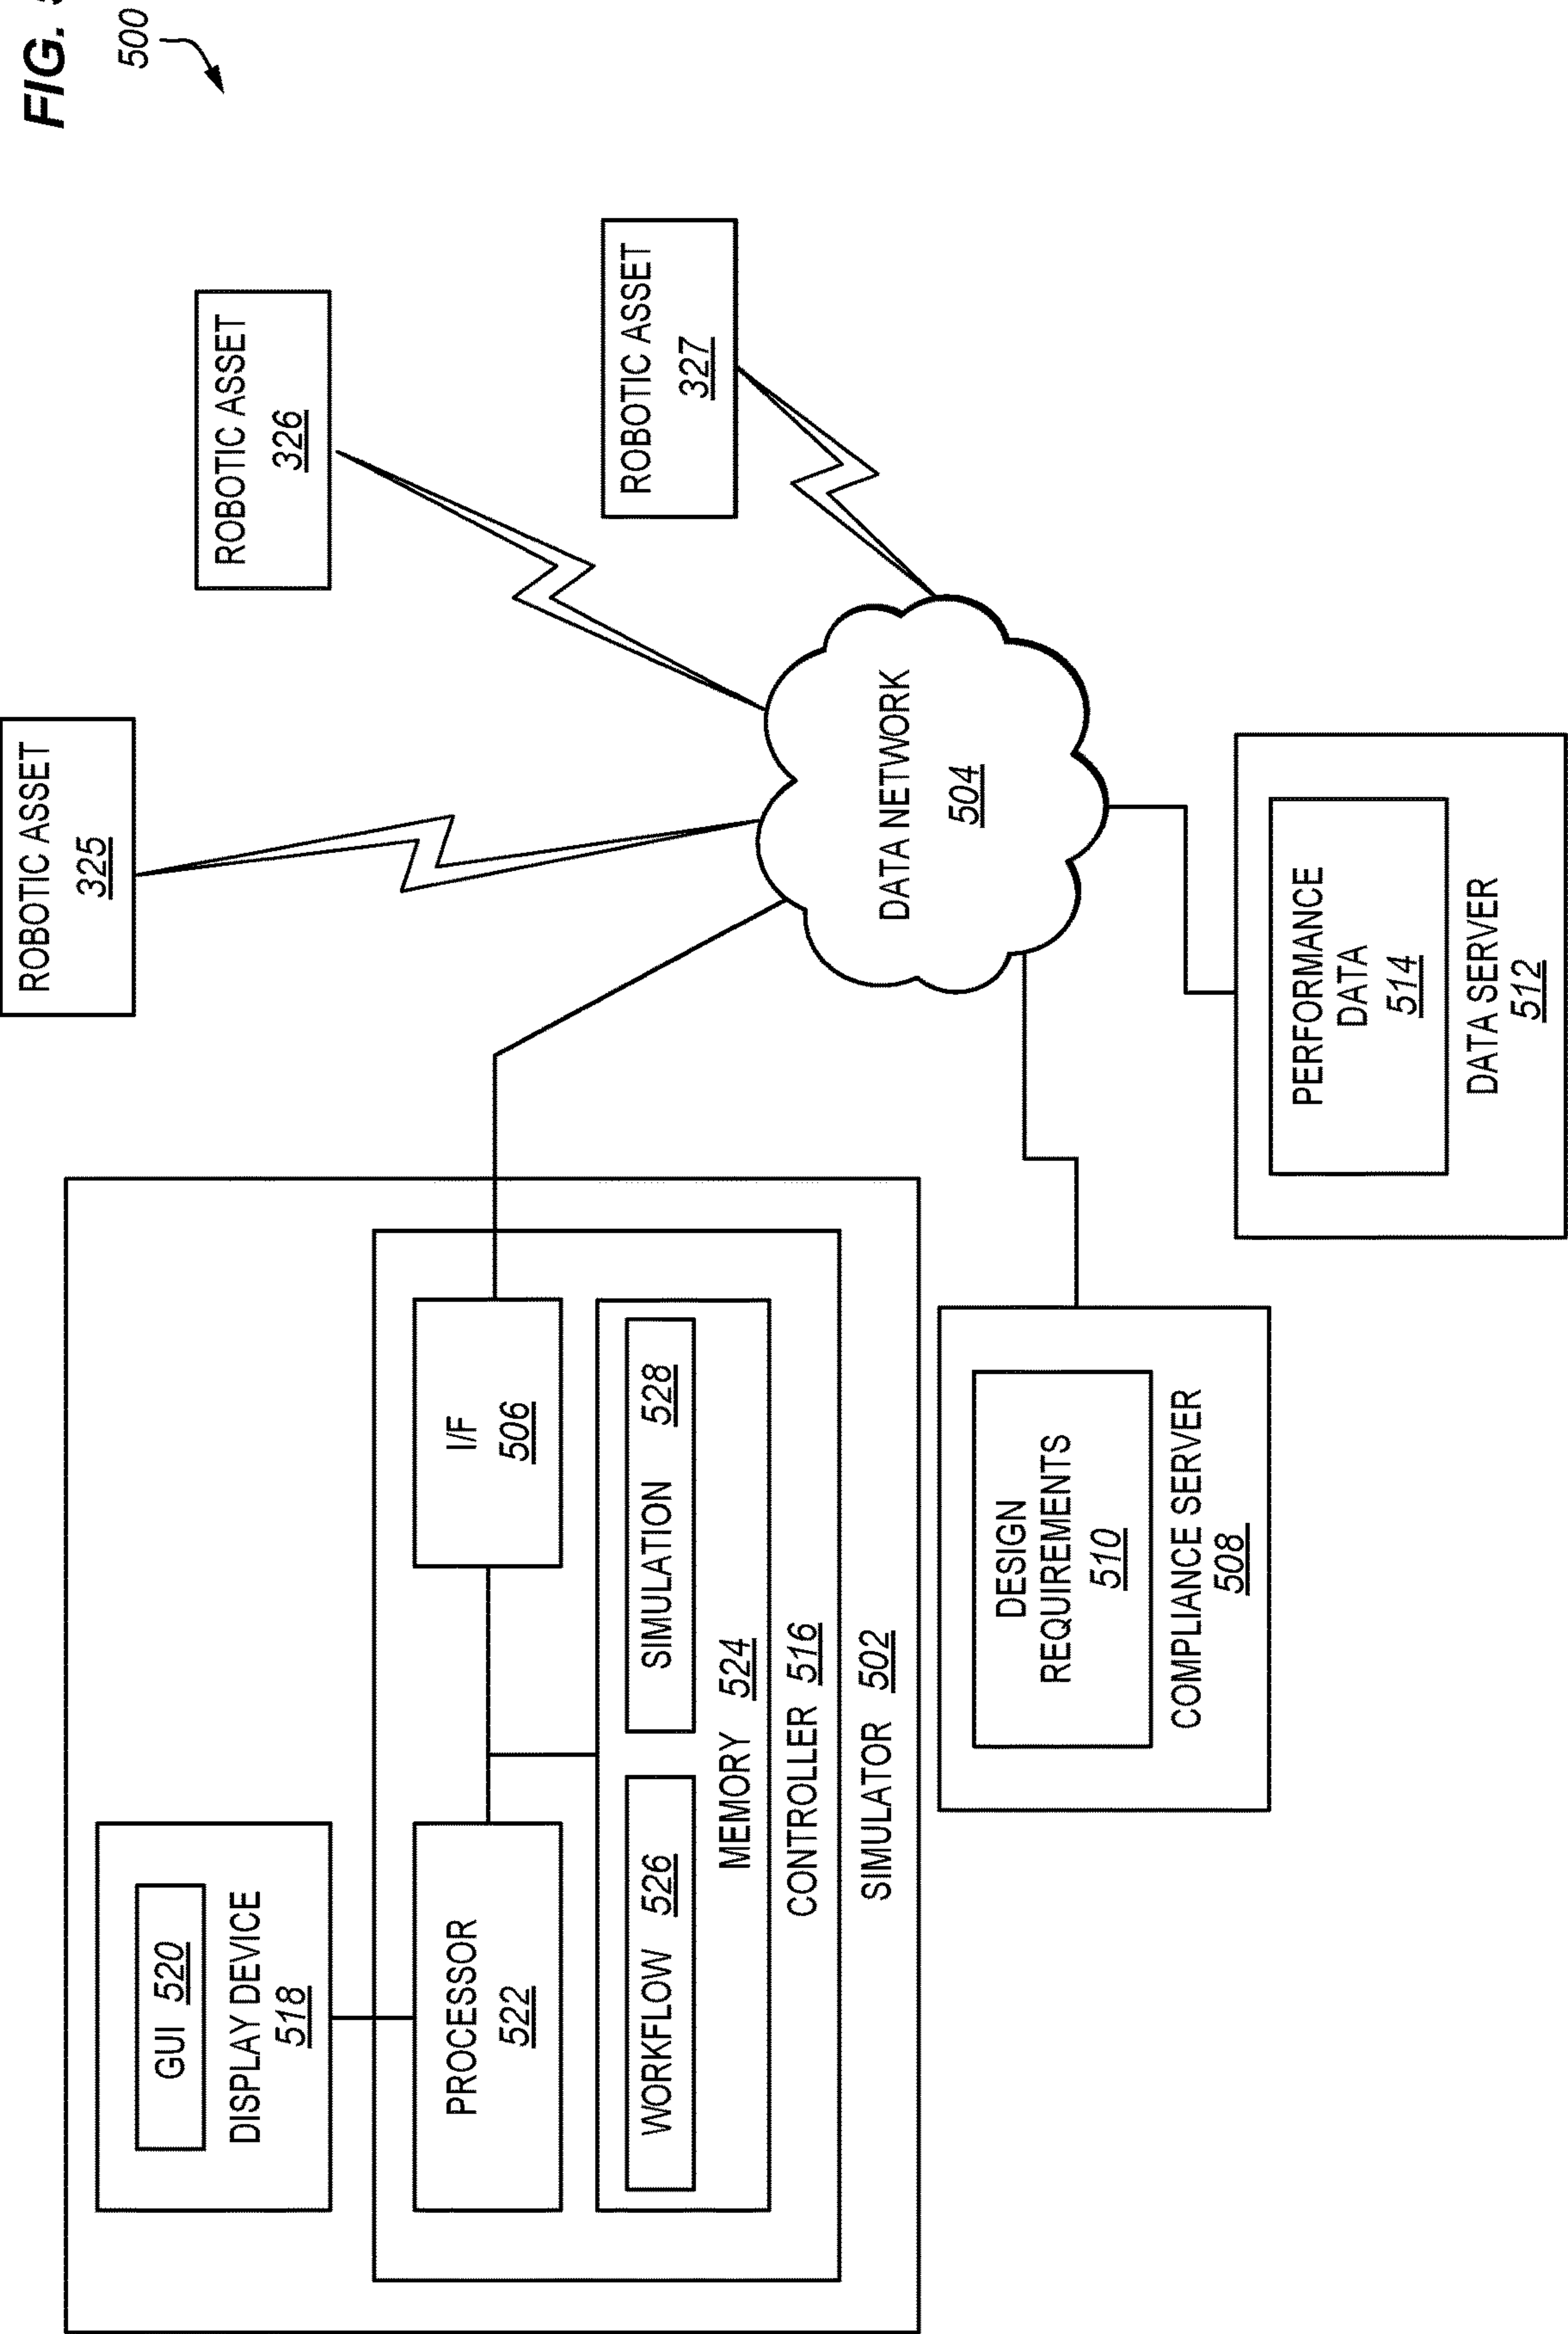 FIG.
500
ROBOTIC ASSET
325
ROBOTIC ASSET
326
ROBOTIC ASSET
327
GUI 520
DISPLAY DEVICE
518
PROCESSOR
522
I/F
506
WORKFLOW 526
SIMULATION 528
MEMORY 524
CONTROLLER 516
SIMULATOR 502
DATA NETWORK
504
DESIGN
REQUIREMENTS
510
COMPLIANCE SERVER
508
PERFORMANCE
DATA
514
DATA SERVER
512